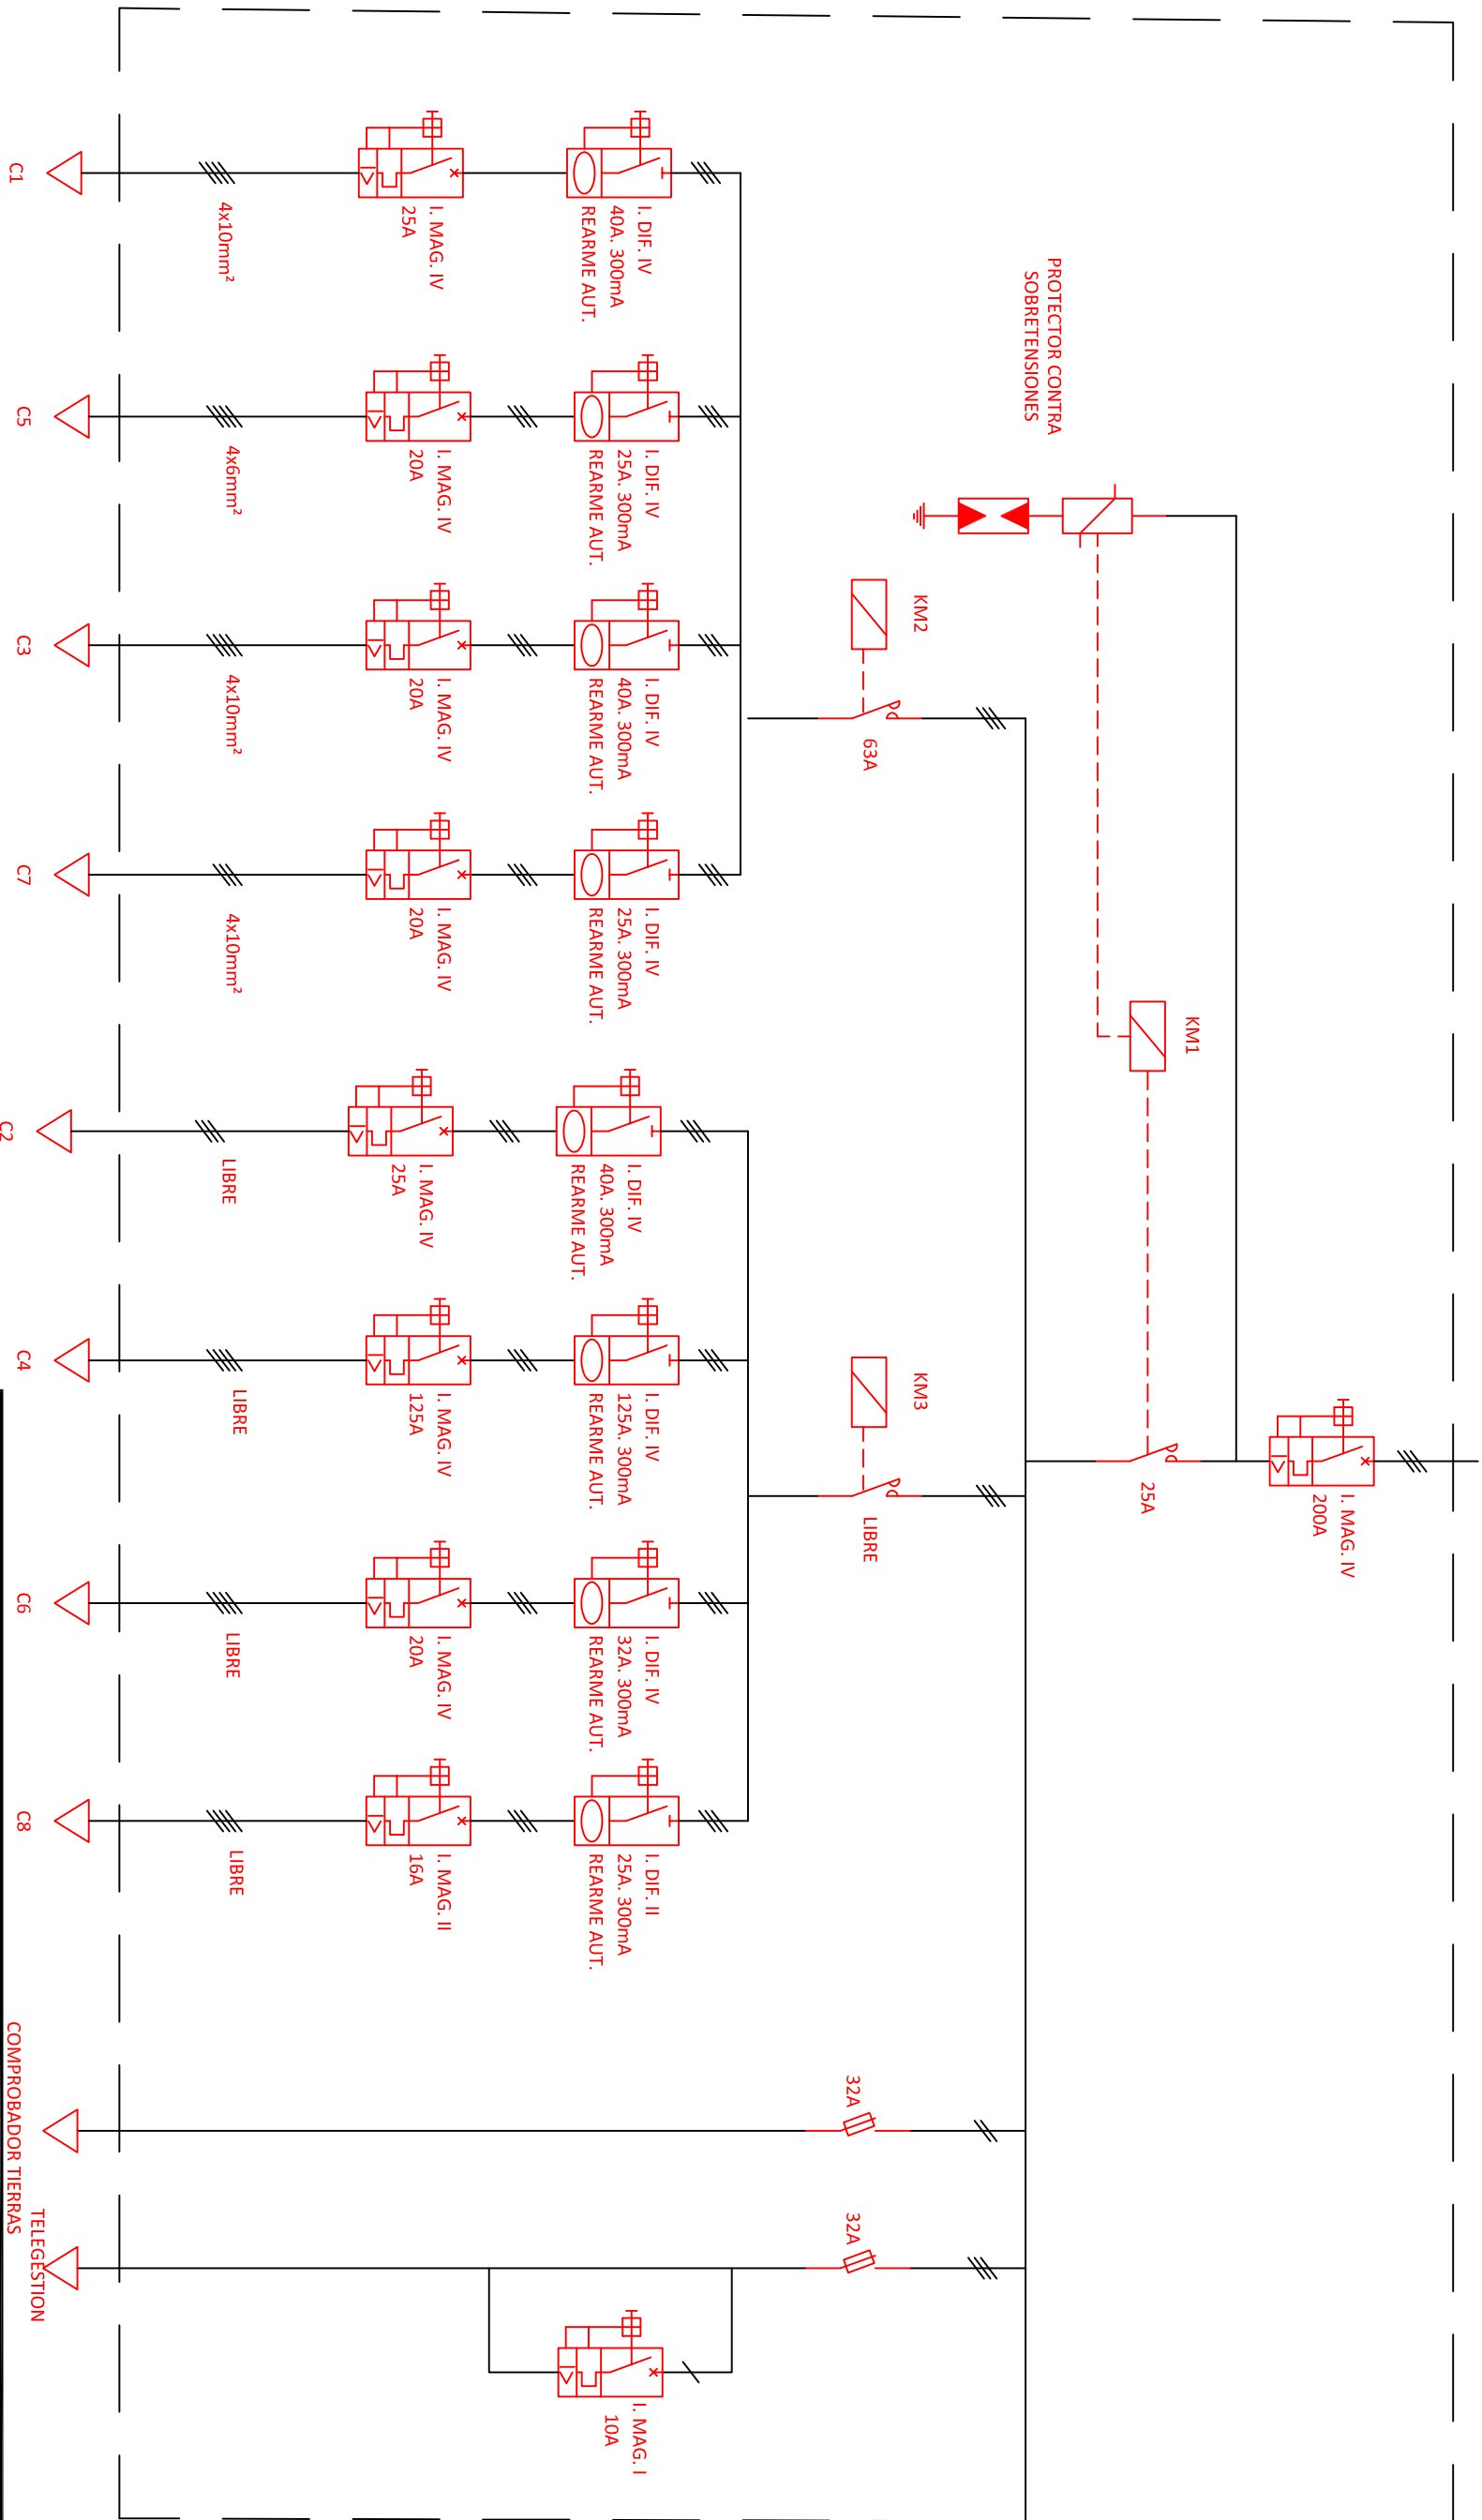 I. MAG. IV
200A
KM1
25A
PROTECTOR CONTRA
SOBRETENSIONES
KM2
63A
KM3
LIBRE
32A
32A
I. DIF. IV
40A. 300mA
REARME AUT.
I. DIF. IV
25A. 300mA
REARME AUT.
I. DIF. IV
40A. 300mA
REARME AUT.
I. DIF. IV
25A. 300mA
REARME AUT.
I. DIF. IV
40A. 300mA
REARME AUT.
I. DIF. IV
125A. 300mA
REARME AUT.
I. DIF. IV
32A. 300mA
REARME AUT.
I. DIF. II
25A. 300mA
REARME AUT.
I. MAG. I
10A
I. MAG. IV
25A
I. MAG. IV
20A
I. MAG. IV
20A
I. MAG. IV
20A
I. MAG. IV
25A
I. MAG. IV
125A
I. MAG. IV
20A
I. MAG. II
16A
4x10mm²
4x6mm²
4x10mm²
4x10mm²
LIBRE
LIBRE
LIBRE
LIBRE
C1
C5
C3
C7
C2
C4
C6
C8
TELEGESTION
COMPROBADOR TIERRAS